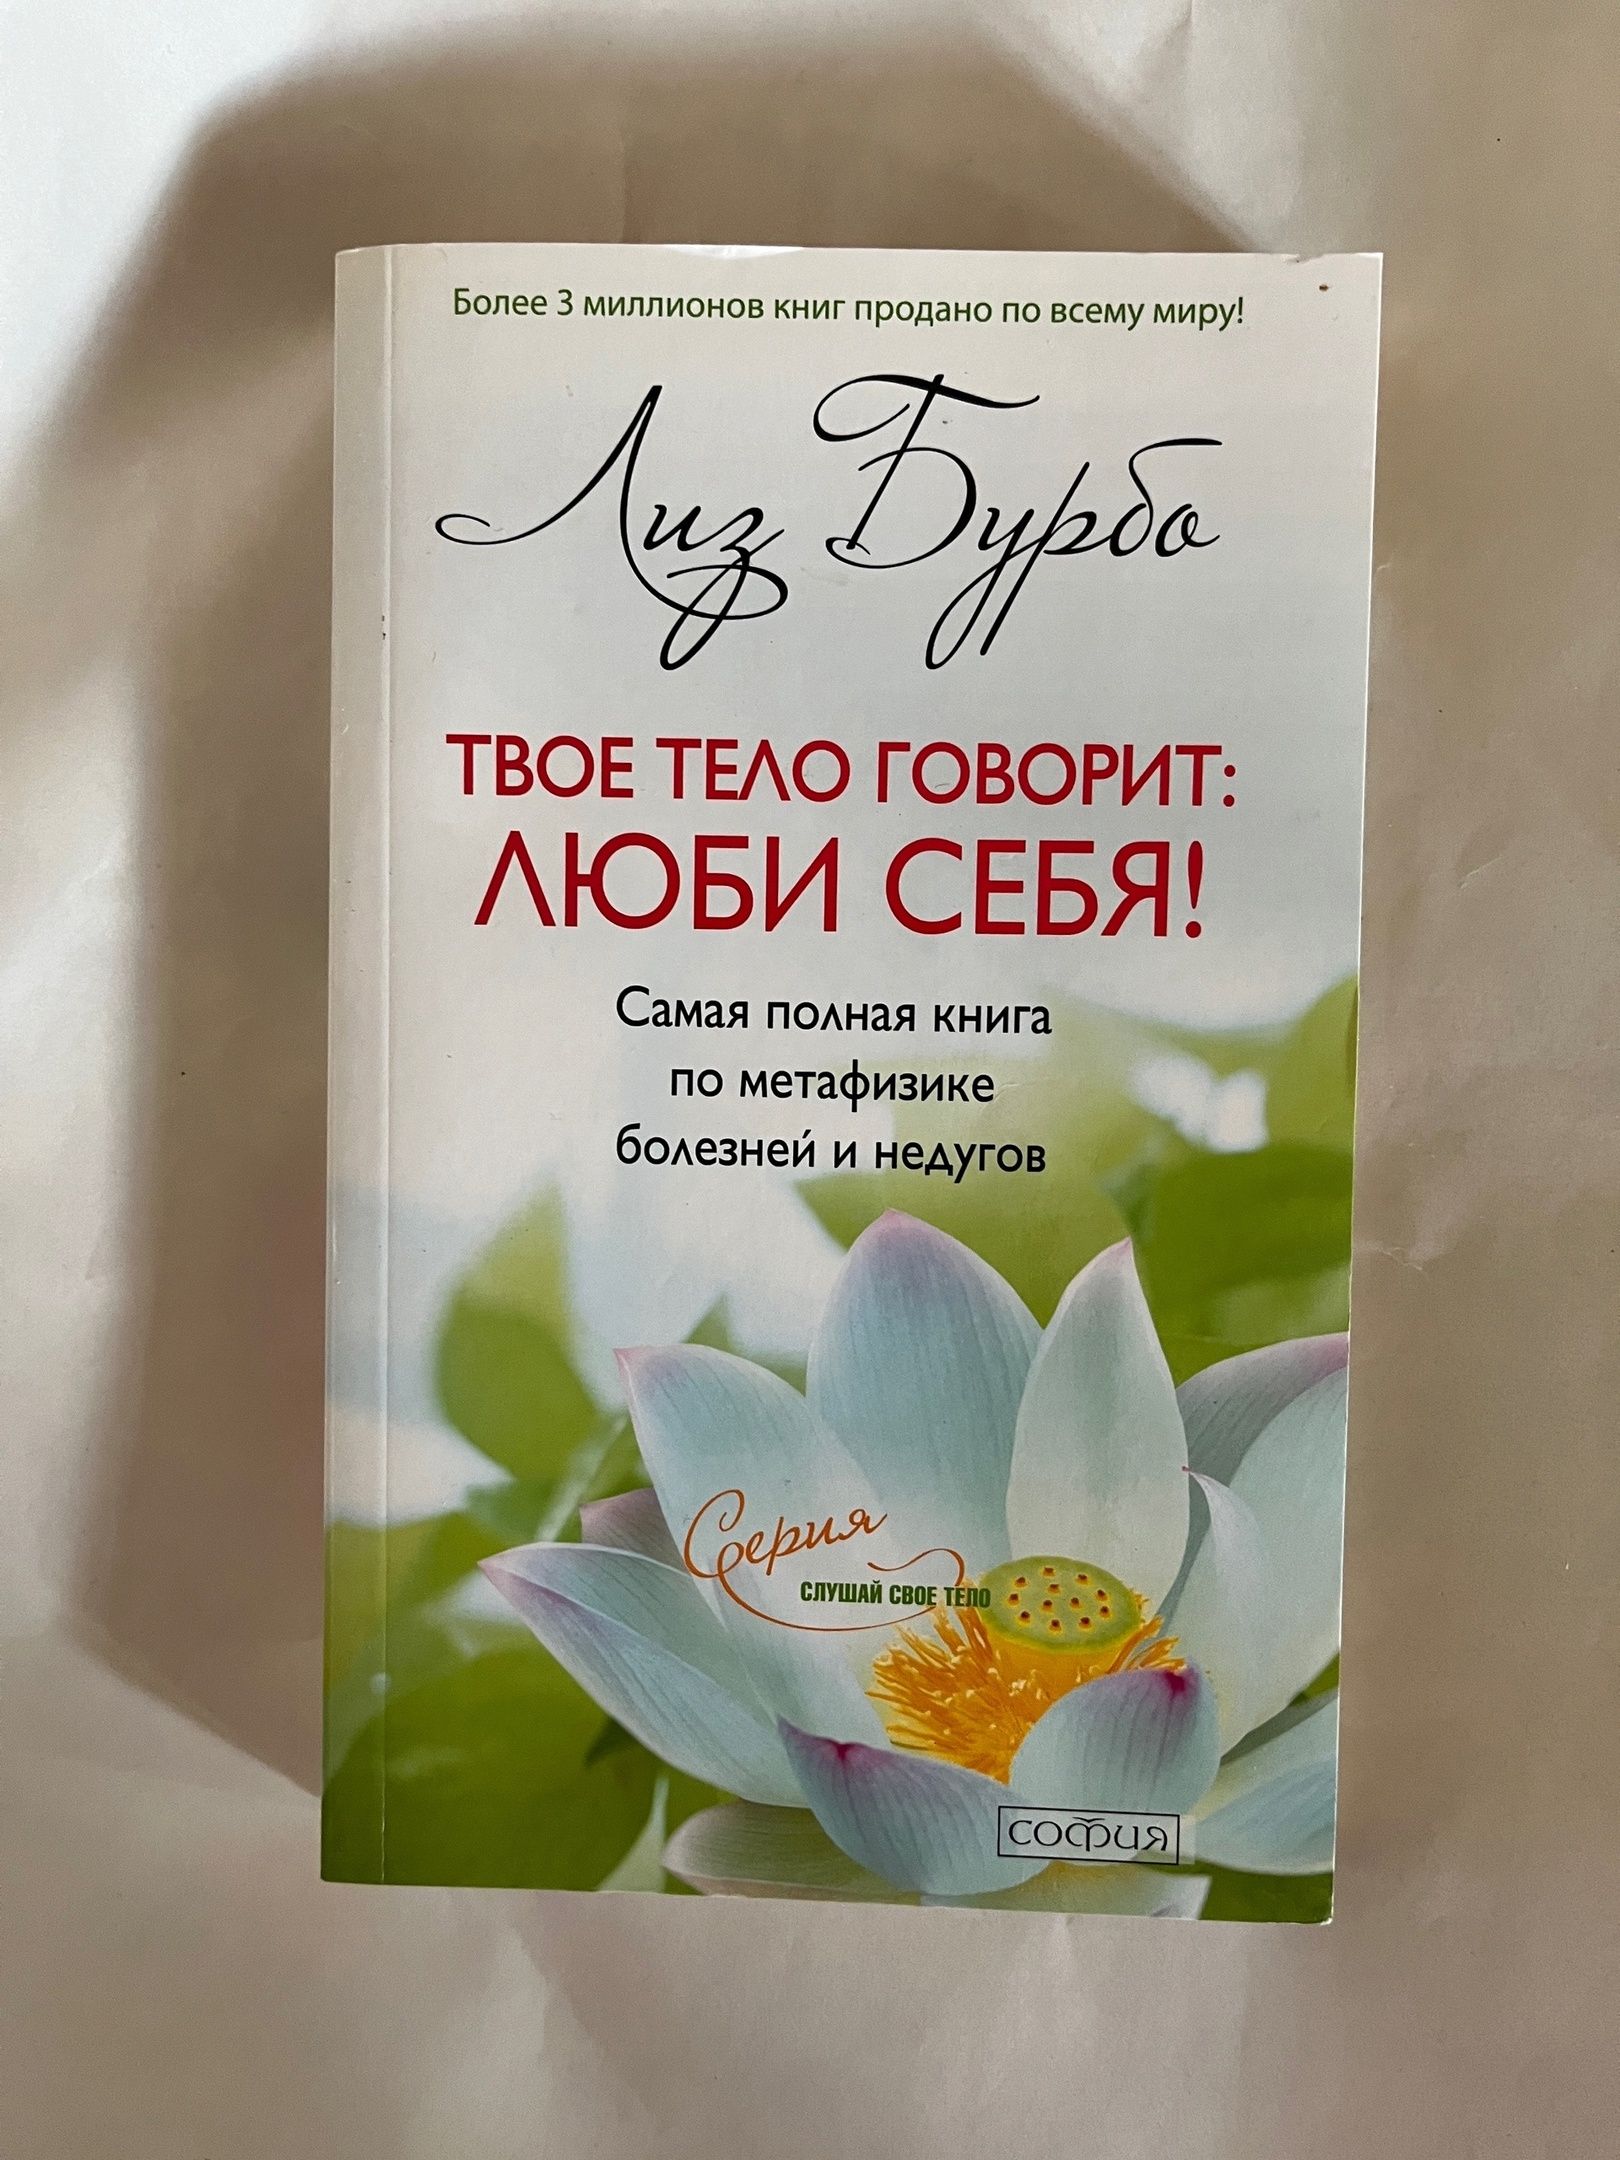 Более 3 миллионов книг продано по всему миру!
Лиз Бурбо
ТВОЕ ТЕЛО ГОВОРИТ:
ЛЮБИ СЕБЯ!
Самая полная книга
по метафизике
болезней и недугов
Серия
СЛУШАЙ СВОЕ ТЕЛО
СОФИЯ